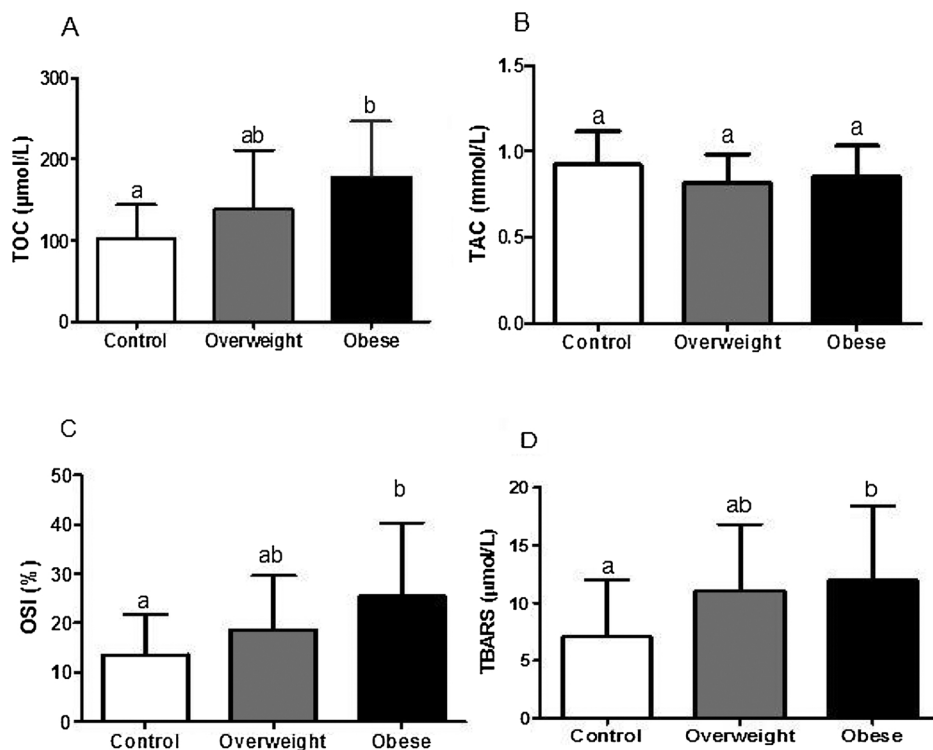 A
TOC (µmol/L)
300
200
100
0
a
ab
b
Control
Overweight
Obese
B
TAC (mmol/L)
1.5
1.0
0.5
0.0
a
a
a
Control
Overweight
Obese
C
OSI (%)
50
40
30
20
10
0
a
ab
b
Control
Overweight
Obese
D
TBARS (µmol/L)
20
15
10
5
0
a
ab
b
Control
Overweight
Obese